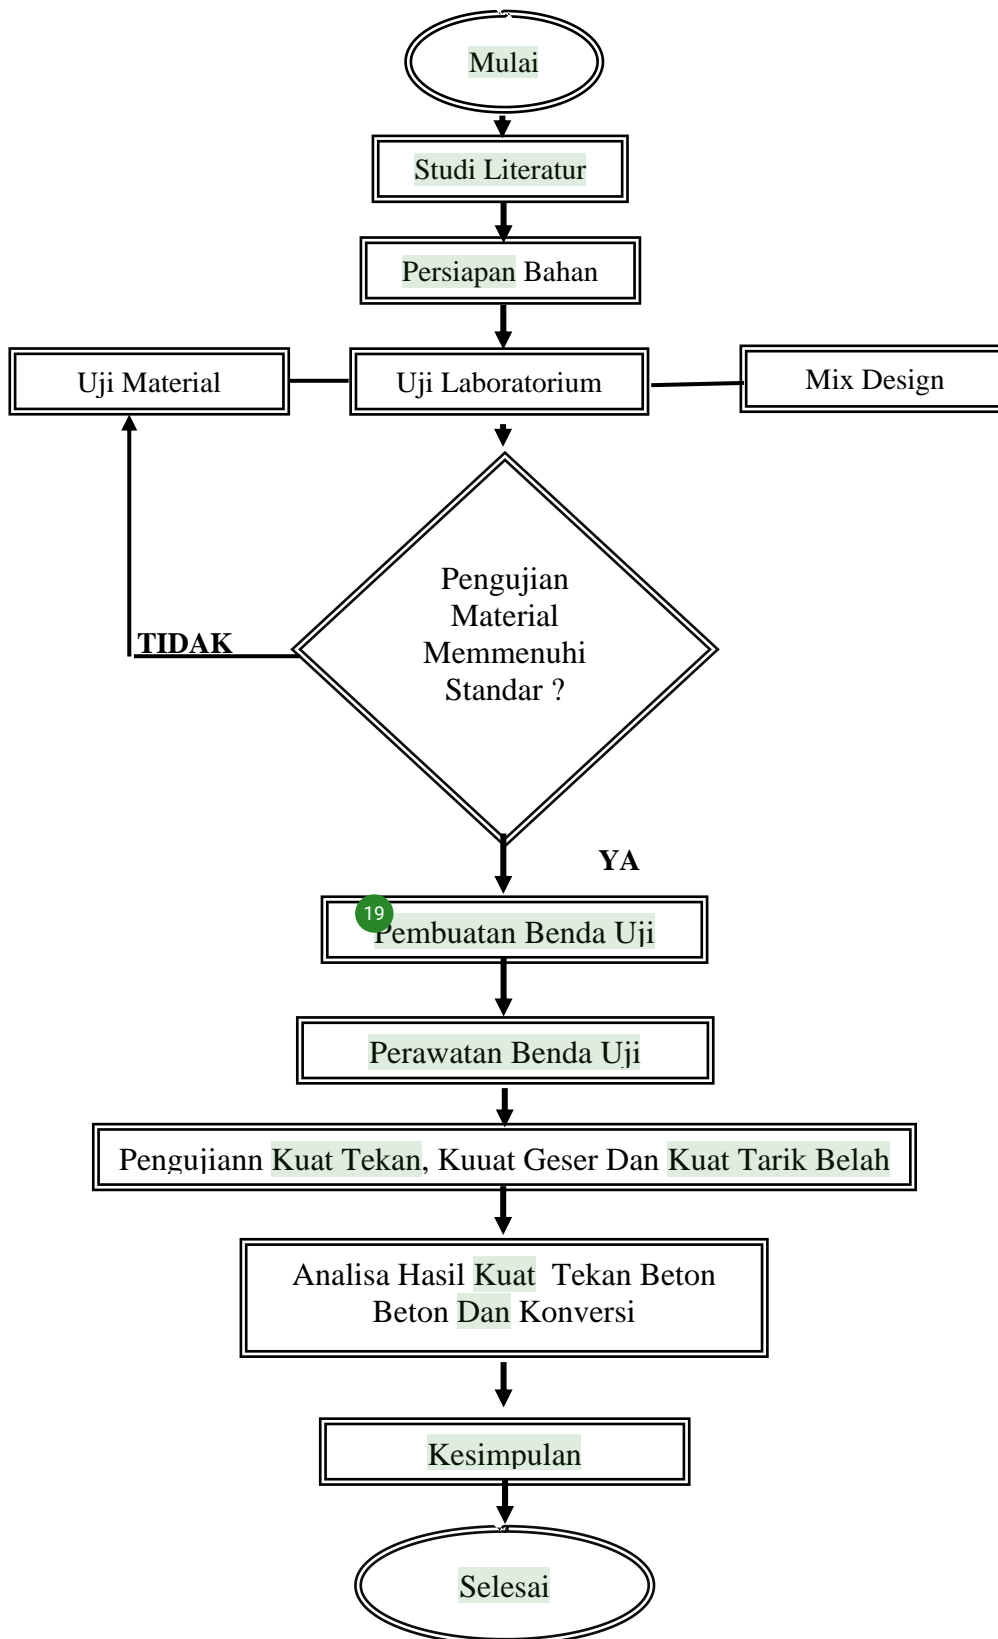 Mulai
Studi Literatur
Persiapan Bahan
Uji Material
Uji Laboratorium
Mix Design
Pengujian
Material
Memmenuhi
Standar ?
TIDAK
YA
19
Pembuatan Benda Uji
Perawatan Benda Uji
Pengujiann Kuat Tekan, Kuuat Geser Dan Kuat Tarik Belah
Analisa Hasil Kuat Tekan Beton
Beton Dan Konversi
Kesimpulan
Selesai